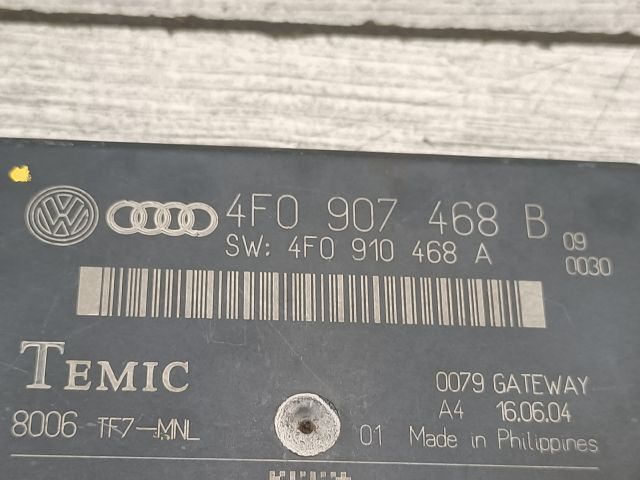 4F0 907 468 B 09
SW: 4F0 910 468 A 0030
TEMIC
0079 GATEWAY
A4 16.06.04
8006 TF7-MNL
01 Made in Philippines